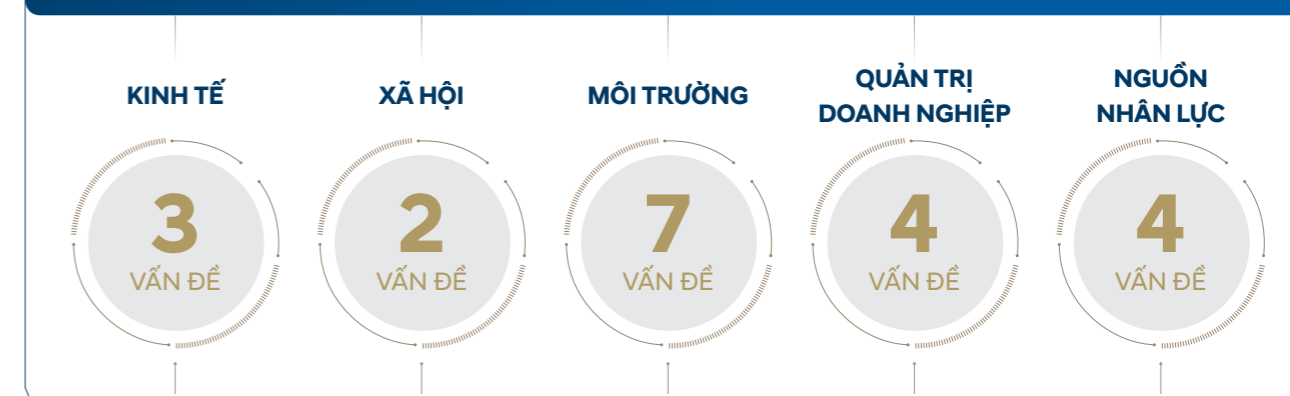 KINH TẾ
3
VẤN ĐỀ
XÃ HỘI
2
VẤN ĐỀ
MÔI TRƯỜNG
7
VẤN ĐỀ
QUẢN TRỊ
DOANH NGHIỆP
4
VẤN ĐỀ
NGUỒN
NHÂN LỰC
4
VẤN ĐỀ